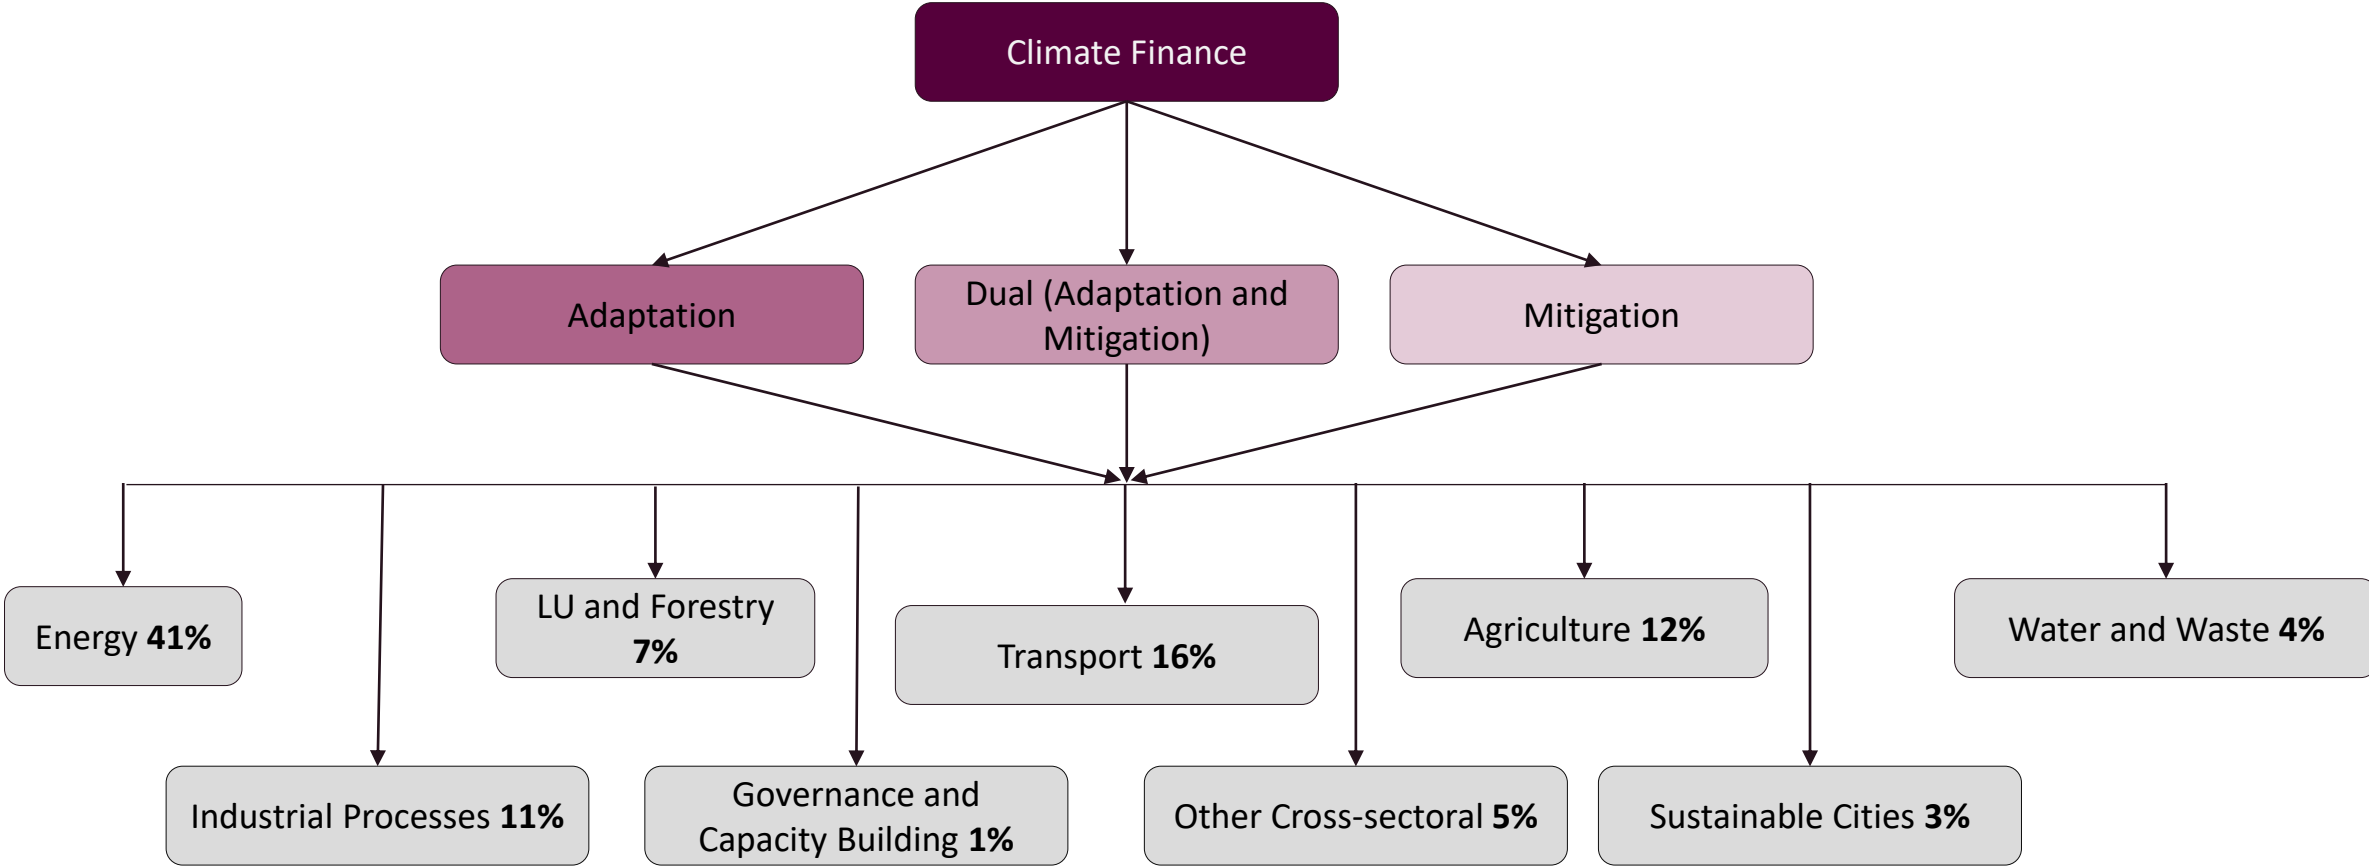 Climate Finance
Adaptation
Dual (Adaptation and
Mitigation)
Mitigation
Energy 41%
LU and Forestry
7%
Transport 16%
Agriculture 12%
Water and Waste 4%
Industrial Processes 11%
Governance and
Capacity Building 1%
Other Cross-sectoral 5%
Sustainable Cities 3%